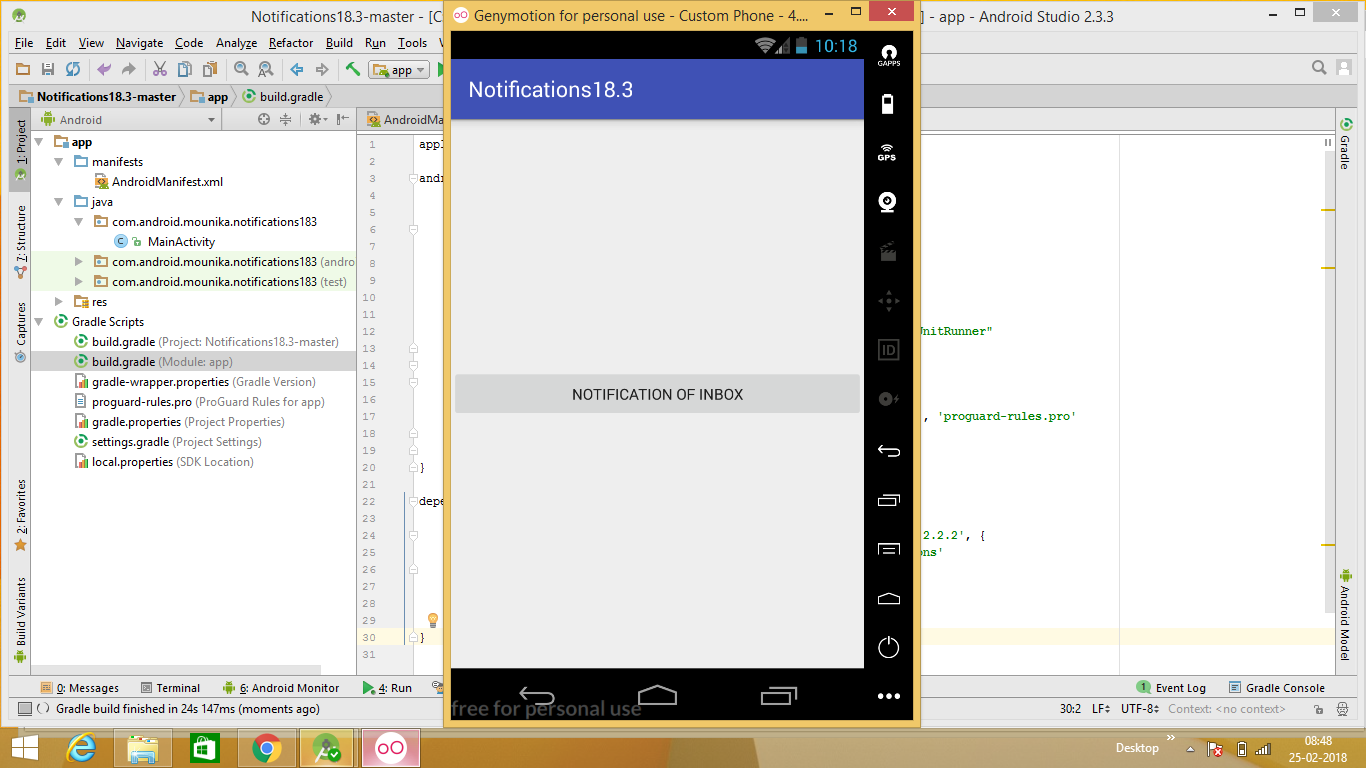 Notifications18.3-master - [C
Genymotion for personal use - Custom Phone - 4....
] - app - Android Studio 2.3.3
File Edit View Navigate Code Analyze Refactor Build Run Tools
app
Notifications18.3-master app build.gradle
Android
AndroidMa
1: Project
7: Structure
Captures
2: Favorites
Build Variants
app
manifests
AndroidManifest.xml
java
com.android.mounika.notifications183
MainActivity
com.android.mounika.notifications183 (andro
com.android.mounika.notifications183 (test)
res
Gradle Scripts
build.gradle (Project: Notifications18.3-master)
build.gradle (Module: app)
gradle-wrapper.properties (Gradle Version)
proguard-rules.pro (ProGuard Rules for app)
gradle.properties (Project Properties)
settings.gradle (Project Settings)
local.properties (SDK Location)
1 appl
2
3 andr
4
5
6
7
8
9
10
11
12
13
14
15
16
17
18
19
20 }
21
22 depe
23
24
25
26
27
28
29
30 }
31
10:18
Notifications18.3
NOTIFICATION OF INBOX
free for personal use
GAPPS
GPS
ID
UnitRunner"
, 'proguard-rules.pro'
2.2.2', {
ons'
Gradle
Android Model
0: Messages Terminal 6: Android Monitor 4: Run
1 Event Log Gradle Console
Gradle build finished in 24s 147ms (moments ago)
30:2 LF UTF-8 Context: <no context>
Desktop
08:48
25-02-2018